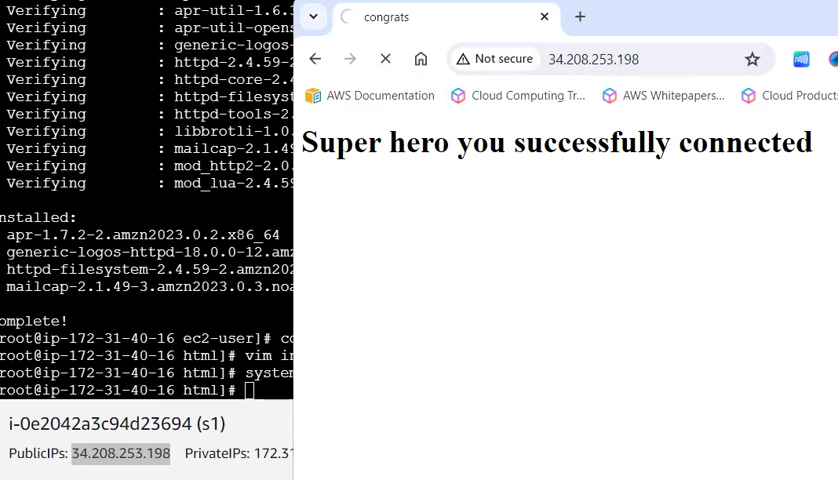 Verifying : apr-util-1.6.3
Verifying : apr-util-opens
Verifying : generic-logos-
Verifying : httpd-2.4.59-2
Verifying : httpd-core-2.4
Verifying : httpd-filesyst
Verifying : httpd-tools-2.
Verifying : libbrotli-1.0.
Verifying : mailcap-2.1.49
Verifying : mod_http2-2.0.
Verifying : mod_lua-2.4.59
nstalled:
apr-1.7.2-2.amzn2023.0.2.x86_64
generic-logos-httpd-18.0.0-12.amz
httpd-filesystem-2.4.59-2.amzn202
mailcap-2.1.49-3.amzn2023.0.3.noa
omplete!
root@ip-172-31-40-16 ec2-user]# co
root@ip-172-31-40-16 html]# vim in
root@ip-172-31-40-16 html]# system
root@ip-172-31-40-16 html]#
i-0e2042a3c94d23694 (s1)
PublicIPs: 34.208.253.198 PrivateIPs: 172.31
congrats
Not secure 34.208.253.198
AWS Documentation Cloud Computing Tr... AWS Whitepapers... Cloud Products
Super hero you successfully connected